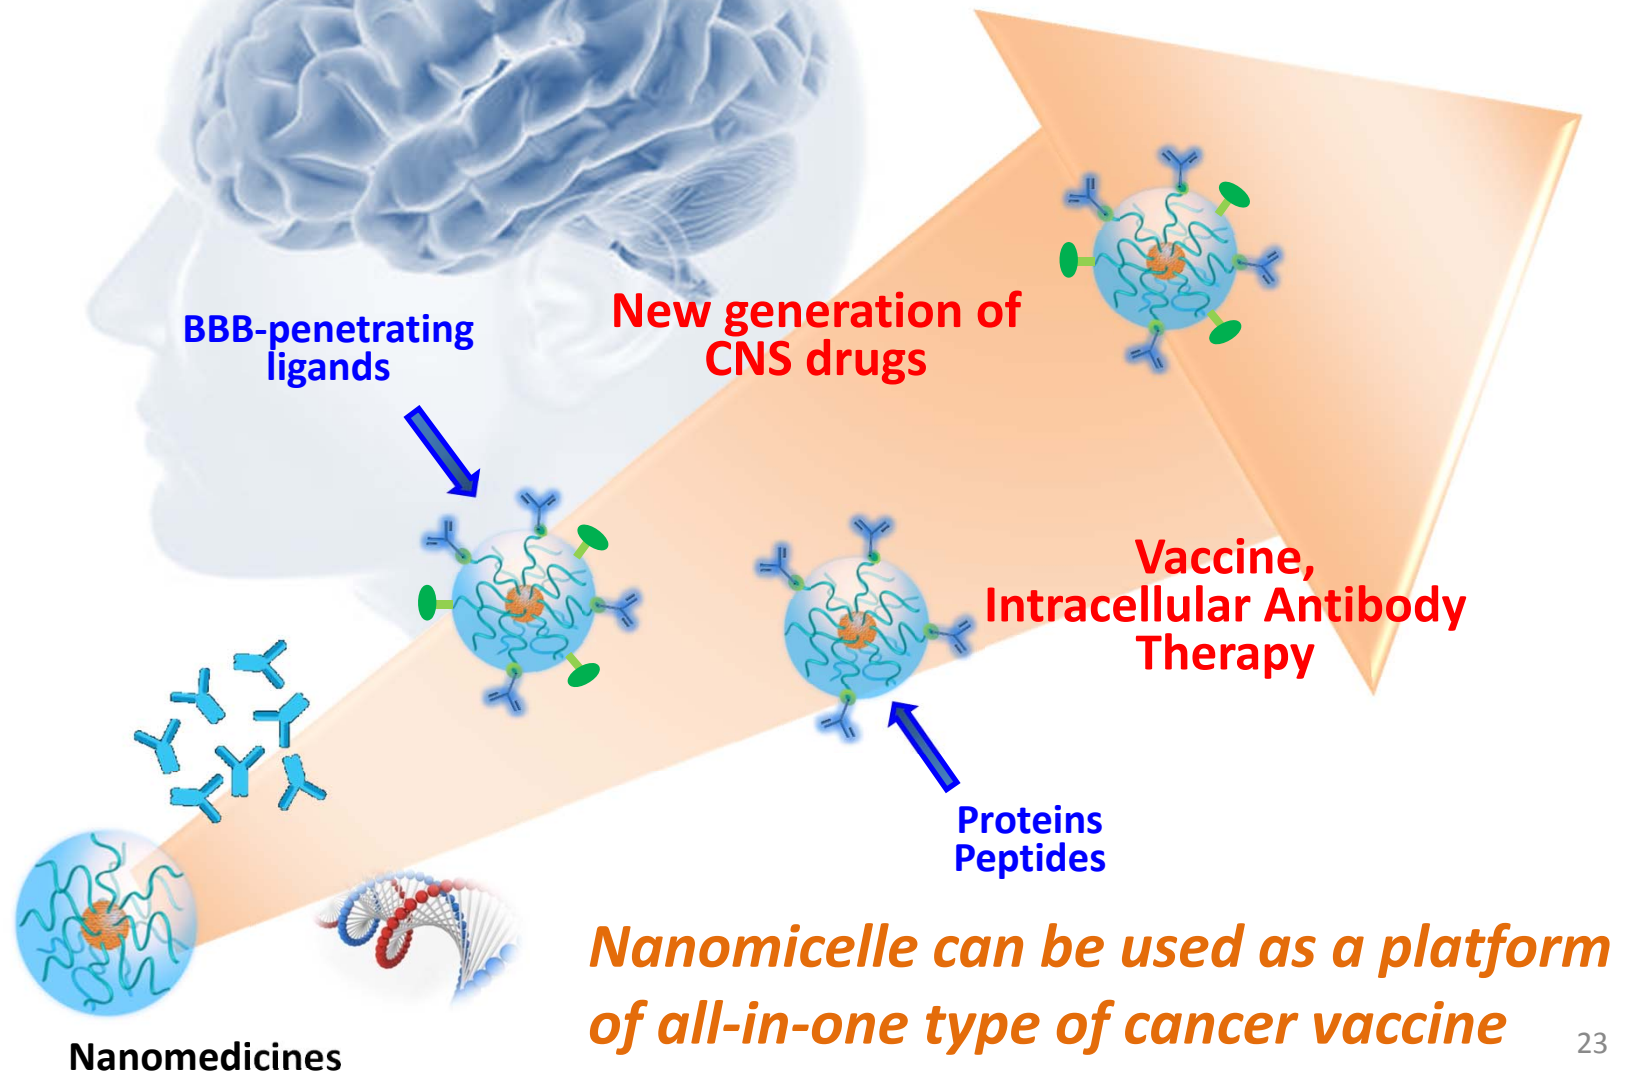 BBB-penetrating
ligands
New generation of
CNS drugs
Vaccine,
Intracellular Antibody
Therapy
Proteins
Peptides
Nanomicelle can be used as a platform
of all-in-one type of cancer vaccine
Nanomedicines
23